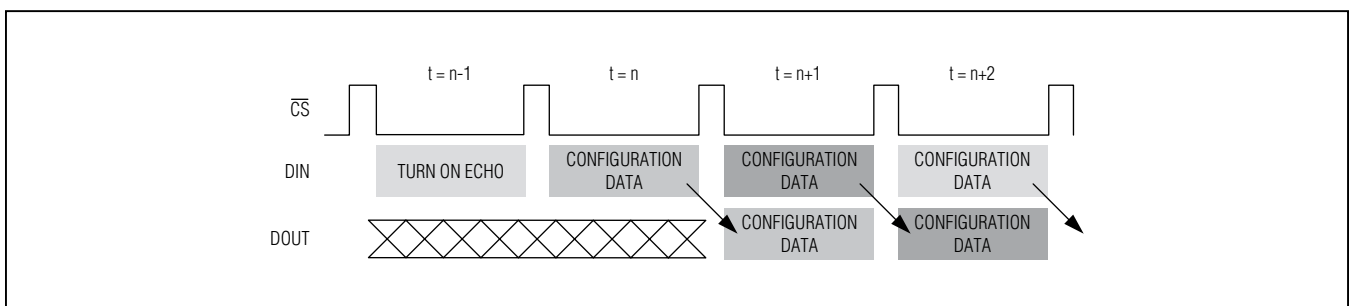 t = n-1
t = n
t = n+1
t = n+2
CS
DIN
TURN ON ECHO
CONFIGURATION
DATA
CONFIGURATION
DATA
CONFIGURATION
DATA
DOUT
CONFIGURATION
DATA
CONFIGURATION
DATA